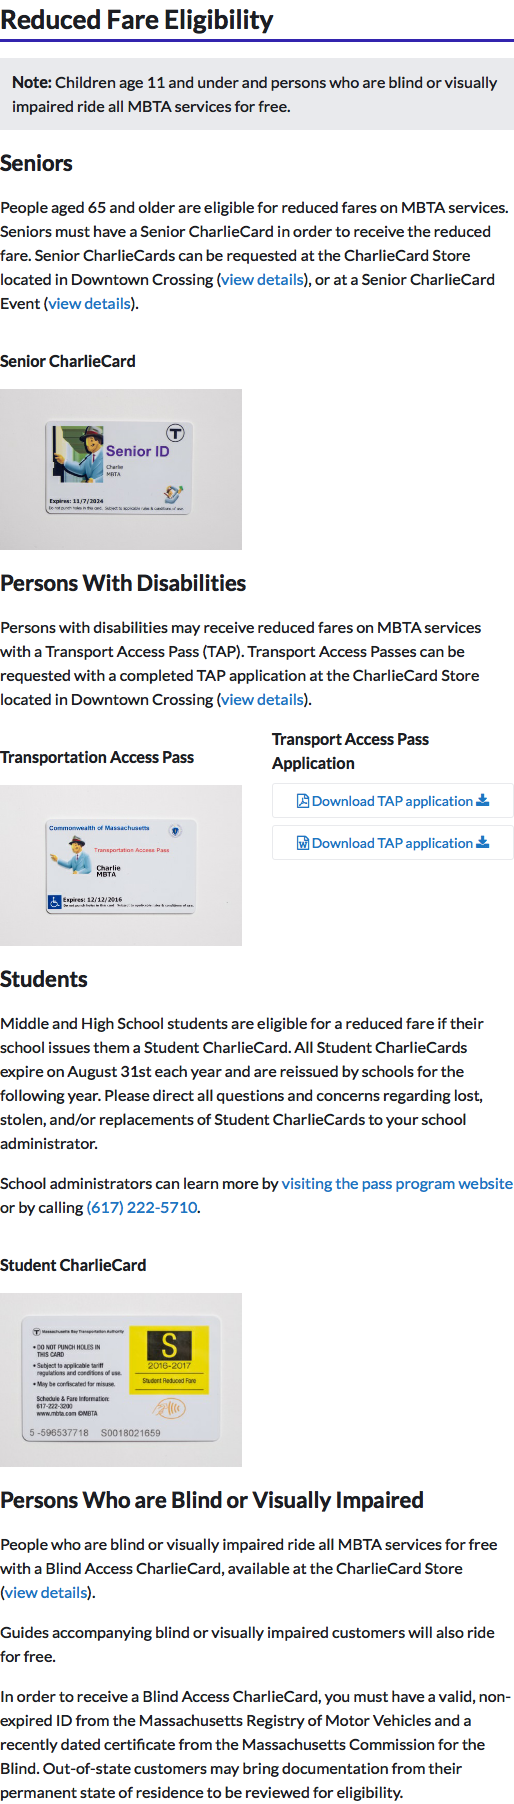 Reduced Fare Eligibility
Note: Children age 11 and under and persons who are blind or visually
impaired ride all MBTA services for free.
Seniors
People aged 65 and older are eligible for reduced fares on MBTA services.
Seniors must have a Senior CharlieCard in order to receive the reduced
fare. Senior CharlieCards can be requested at the CharlieCard Store
located in Downtown Crossing (view details), or at a Senior CharlieCard
Event (view details).
Senior CharlieCard
T
Senior ID
Charlie
MBTA
Expires: 11/7/2024
Do not punch holes in this card. Subject to applicable rules & conditions of use.
Persons With Disabilities
Persons with disabilities may receive reduced fares on MBTA services
with a Transport Access Pass (TAP). Transport Access Passes can be
requested with a completed TAP application at the CharlieCard Store
located in Downtown Crossing (view details).
Transportation Access Pass
Commonwealth of Massachusetts
Transportation Access Pass
Charlie
MBTA
Expires: 12/12/2016
Do not punch holes in this card. Subject to applicable rules & conditions of use.
Transport Access Pass
Application
Download TAP application
Download TAP application
Students
Middle and High School students are eligible for a reduced fare if their
school issues them a Student CharlieCard. All Student CharlieCards
expire on August 31st each year and are reissued by schools for the
following year. Please direct all questions and concerns regarding lost,
stolen, and/or replacements of Student CharlieCards to your school
administrator.
School administrators can learn more by visiting the pass program website
or by calling (617) 222-5710.
Student CharlieCard
T Massachusetts Bay Transportation Authority
• DO NOT PUNCH HOLES IN
THIS CARD
• Subject to applicable tariff
regulations and conditions of use.
• May be confiscated for misuse.
Schedule & Fare Information:
617-222-3200
www.mbta.com ©MBTA
S
2016-2017
Student Reduced Fare
5 -596537718 S0018021659
Persons Who are Blind or Visually Impaired
People who are blind or visually impaired ride all MBTA services for free
with a Blind Access CharlieCard, available at the CharlieCard Store
(view details).
Guides accompanying blind or visually impaired customers will also ride
for free.
In order to receive a Blind Access CharlieCard, you must have a valid, non-
expired ID from the Massachusetts Registry of Motor Vehicles and a
recently dated certificate from the Massachusetts Commission for the
Blind. Out-of-state customers may bring documentation from their
permanent state of residence to be reviewed for eligibility.